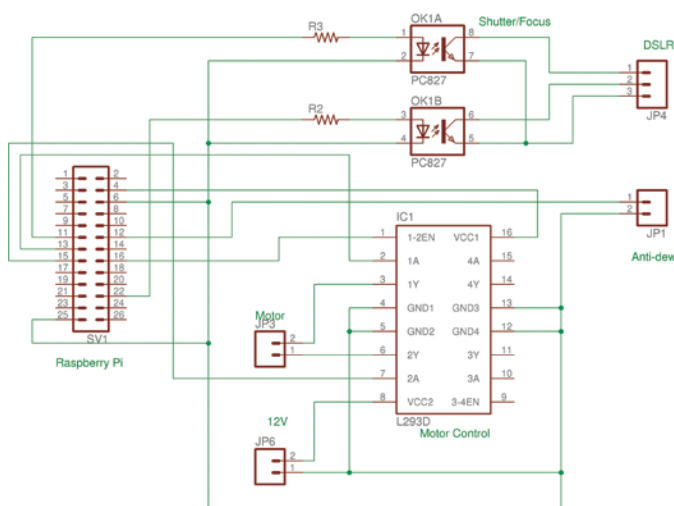 OK1A
Shutter/Focus
R3
1
8
DSLR
2
7
PC827
1
2
3
JP4
OK1B
R2
3
6
4
5
PC827
1 2
3 4
5 6
7 8
9 10
11 12
13 14
15 16
17 18
19 20
21 22
23 24
25 26
SV1
Raspberry Pi
1
2
JP1
Anti-dew
IC1
1 1-2EN VCC1 16
2 1A 4A 15
3 1Y 4Y 14
4 GND1 GND3 13
5 GND2 GND4 12
6 2Y 3Y 11
7 2A 3A 10
8 VCC2 3-4EN 9
L293D
Motor Control
Motor
JP3
2
1
12V
JP6
2
1